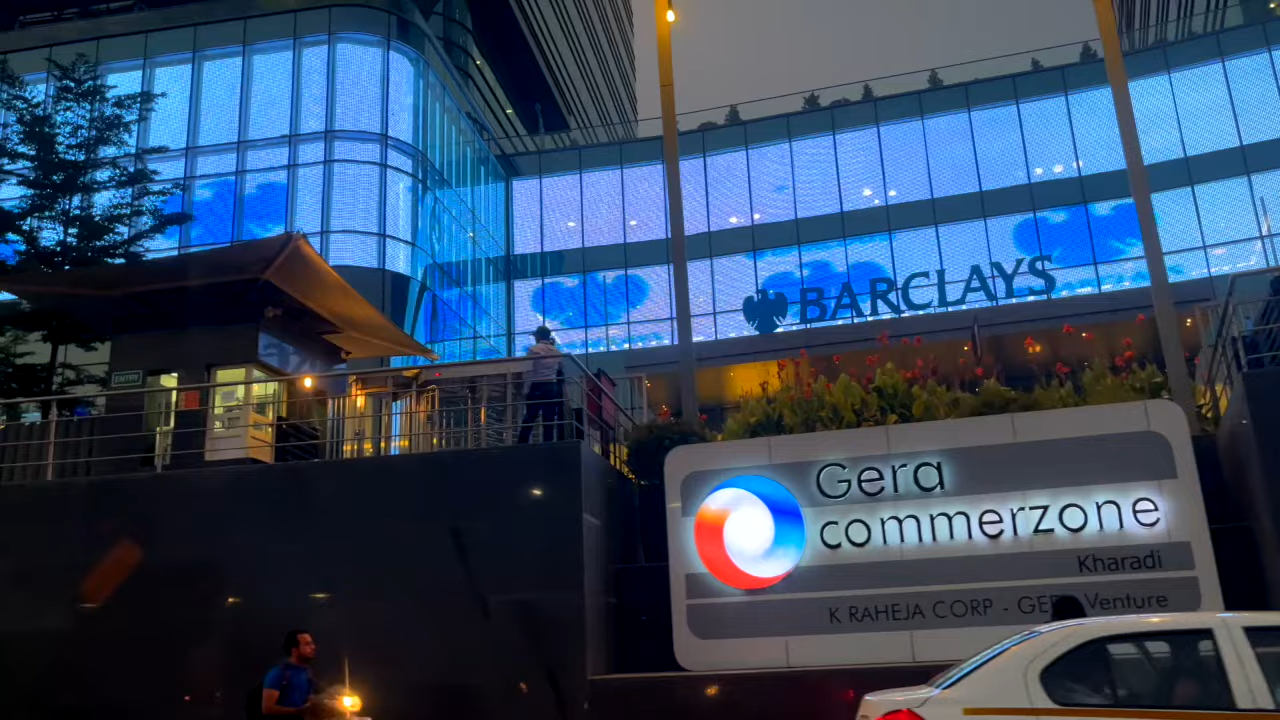 BARCLAYS
ENTRY
Gera
commerzone
Kharadi
K RAHEJA CORP - GERA Venture